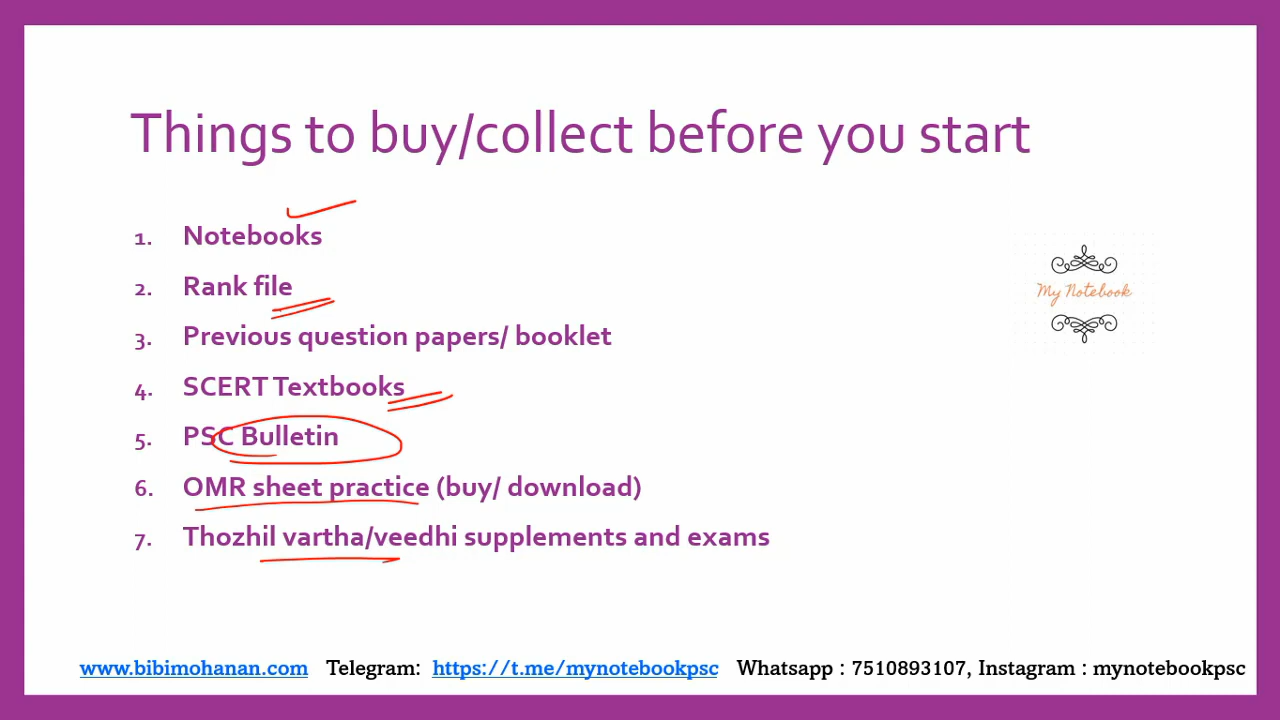 Things to buy/collect before you start
1. Notebooks
2. Rank file
3. Previous question papers/ booklet
4. SCERT Textbooks
5. PSC Bulletin
6. OMR sheet practice (buy/ download)
7. Thozhil vartha/veedhi supplements and exams
My Notebook
www.bibimohanan.com Telegram: https://t.me/mynotebookpsc Whatsapp : 7510893107, Instagram : mynotebookpsc